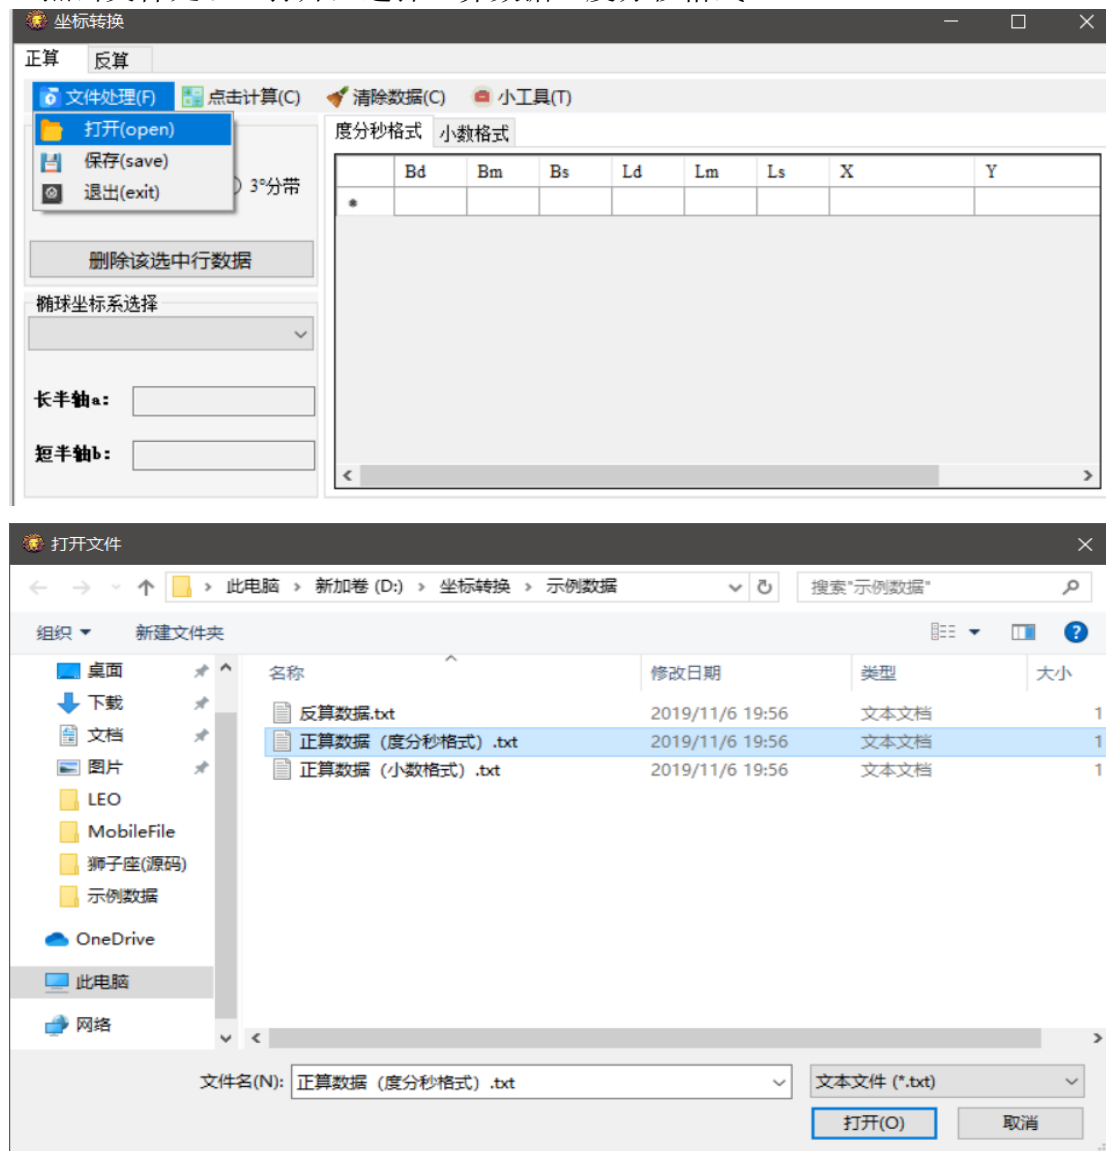 坐标转换
正算 反算
文件处理(F) 点击计算(C) 清除数据(C) 小工具(T)
打开(open)
保存(save)
退出(exit)
3°分带
度分秒格式 小数格式
Bd Bm Bs Ld Lm Ls X Y
*
删除该选中行数据
椭球坐标系选择
长半轴a:
短半轴b:
打开文件
此电脑 › 新加卷 (D:) › 坐标转换 › 示例数据
搜索"示例数据"
组织 新建文件夹
桌面
下载
文档
图片
LEO
MobileFile
狮子座(源码)
示例数据
OneDrive
此电脑
网络
名称 修改日期 类型 大小
反算数据.txt 2019/11/6 19:56 文本文档 1
正算数据（度分秒格式）.txt 2019/11/6 19:56 文本文档 1
正算数据（小数格式）.txt 2019/11/6 19:56 文本文档 1
文件名(N): 正算数据（度分秒格式）.txt 文本文件 (*.txt)
打开(O) 取消